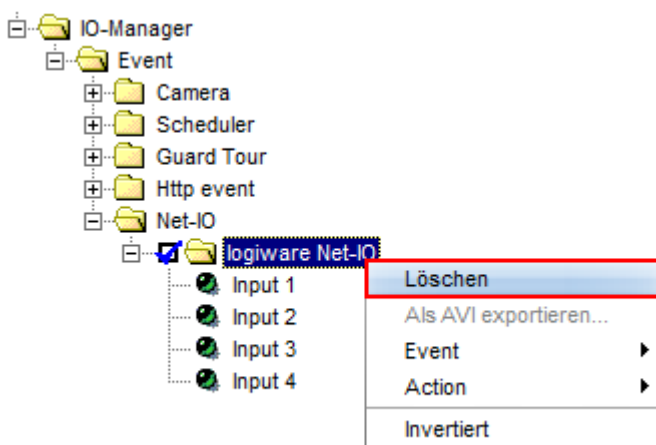 IO-Manager
Event
Camera
Scheduler
Guard Tour
Http event
Net-IO
logiware Net-IO
Input 1
Input 2
Input 3
Input 4
Löschen
Als AVI exportieren...
Event
Action
Invertiert